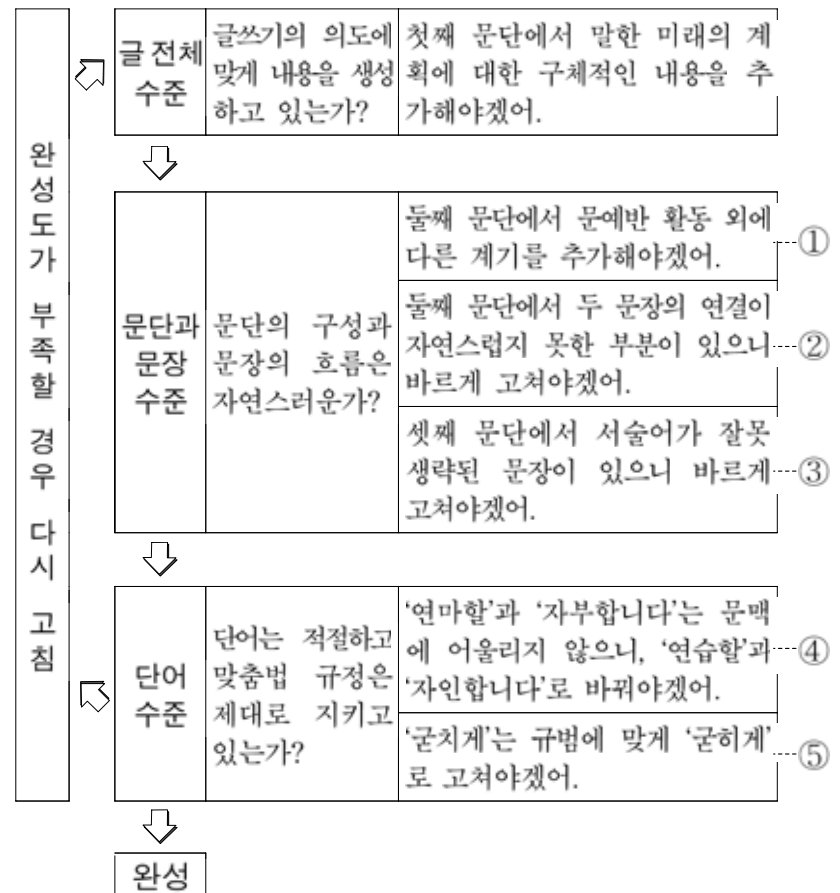 완성도가 부족할 경우 다시 고침
글 전체
수준
글쓰기의 의도에
맞게 내용을 생성
하고 있는가?
첫째 문단에서 말한 미래의 계
획에 대한 구체적인 내용을 추
가해야겠어.
문단과
문장
수준
문단의 구성과
문장의 흐름은
자연스러운가?
둘째 문단에서 문예반 활동 외에
다른 계기를 추가해야겠어.
①
둘째 문단에서 두 문장의 연결이
자연스럽지 못한 부분이 있으니
바르게 고쳐야겠어.
②
셋째 문단에서 서술어가 잘못
생략된 문장이 있으니 바르게
고쳐야겠어.
③
단어
수준
단어는 적절하고
맞춤법 규정은
제대로 지키고
있는가?
‘연마할’과 ‘자부합니다’는 문맥
에 어울리지 않으니, ‘연습할’과
‘자인합니다’로 바꿔야겠어.
④
‘굳치게’는 규범에 맞게 ‘굳히게’
로 고쳐야겠어.
⑤
완성